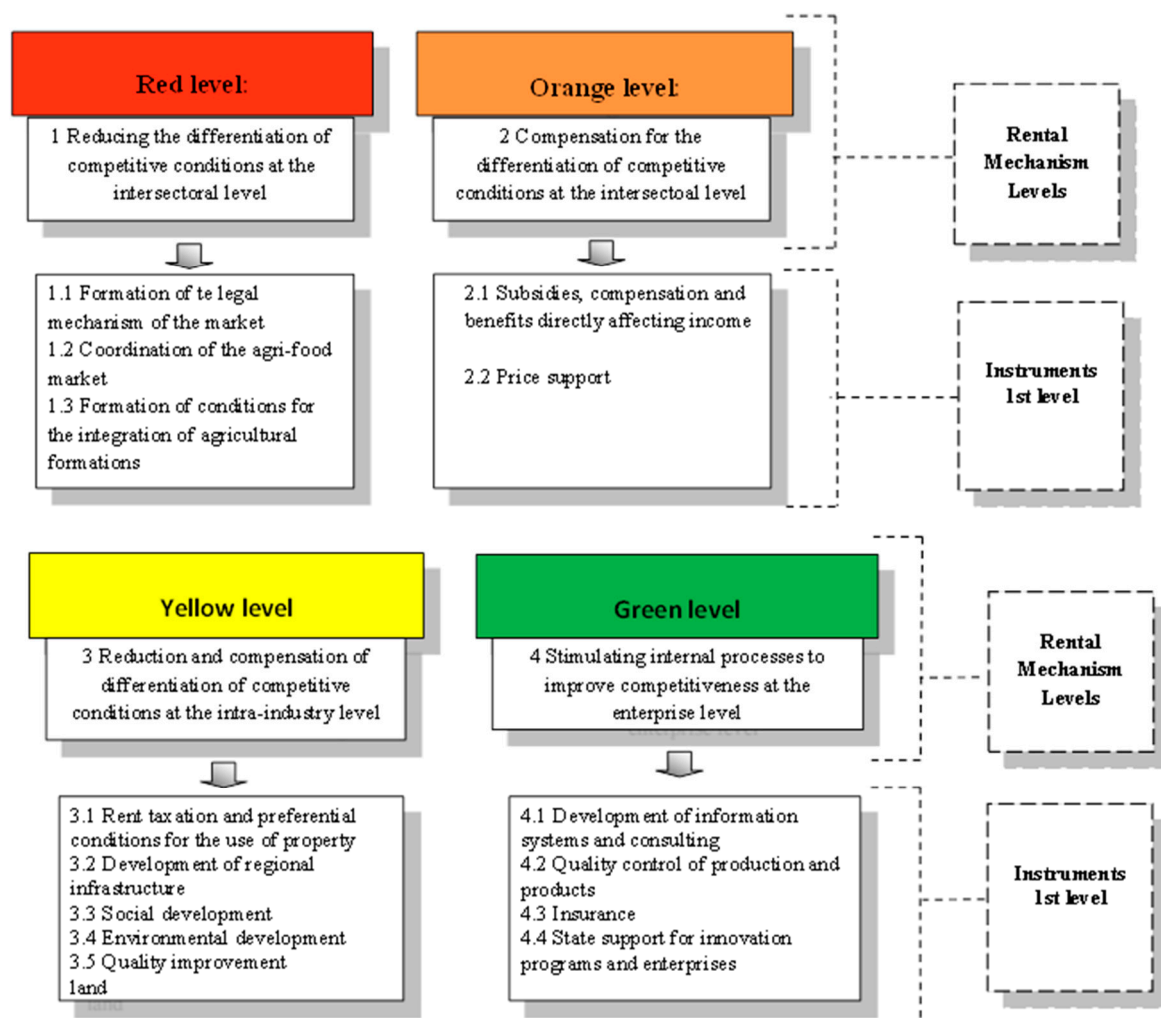 Red level:
1 Reducing the differentiation of
competitive conditions at the
intersectoral level
1.1 Formation of te legal
mechanism of the market
1.2 Coordination of the agri-food
market
1.3 Formation of conditions for
the integration of agricultural
formations
Orange level:
2 Compensation for the
differentiation of competitive
conditions at the intersectoal level
2.1 Subsidies, compensation and
benefits directly affecting income
2.2 Price support
Rental
Mechanism
Levels
Instruments
1st level
Yellow level
3 Reduction and compensation of
differentiation of competitive
conditions at the intra-industry level
3.1 Rent taxation and preferential
conditions for the use of property
3.2 Development of regional
infrastructure
3.3 Social development
3.4 Environmental development
3.5 Quality improvement
land
Green level
4 Stimulating internal processes to
improve competitiveness at the
enterprise level
4.1 Development of information
systems and consulting
4.2 Quality control of production and
products
4.3 Insurance
4.4 State support for innovation
programs and enterprises
Rental
Mechanism
Levels
Instruments
1st level